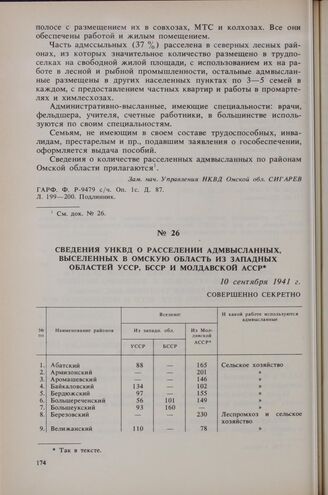 полосе с размещением их в совхозах, МТС и колхозах. Все они
обеспечены работой и жилым помещением.
Часть адмссыльных (37 %) расселена в северных лесных рай-
онах, из которых значительное количество размещено в трудпо-
селках на свободной жилой площади, с использованием их на ра-
боте в лесной и рыбной промышленности, остальные адмвыслан-
ные размещены в других населенных пунктах по 3—5 семей в
каждом, с предоставлением частных квартир и работы в промарте-
лях и химлесхозах.
Административно-высланные, имеющие специальности: врачи,
фельдшера, учителя, счетные работники, в большинстве использу-
ются по своим специальностям.
Семьям, не имеющим в своем составе трудоспособных, инва-
лидам, престарелым и пр., подавшим заявления о гособеспечении,
оформляется выдача пособий.
Сведения о количестве расселенных адмвысланных по районам
Омской области прилагаются¹.
Зам. нач. Управления НКВД Омской обл. СИГАРЕВ
ГАРФ. Ф. Р-9479 с/ч. Оп. 1с. Д. 87.
Л. 199—200. Подлинник.
¹ См. док. № 26.
№ 26
СВЕДЕНИЯ УНКВД О РАССЕЛЕНИИ АДМВЫСЛАННЫХ,
ВЫСЕЛЕННЫХ В ОМСКУЮ ОБЛАСТЬ ИЗ ЗАПАДНЫХ
ОБЛАСТЕЙ УССР, БССР И МОЛДАВСКОЙ АССР*
10 сентября 1941 г.
СОВЕРШЕННО СЕКРЕТНО
№ пп Наименование районов Вселено: И какой работе используются адмвысланные
Из западн. обл. Из Мол- давской АССР*
УССР БССР
1. Абатский 88 — 165 Сельское хозяйство
2. Армизонский — — 201 »
3. Аромашевский — — 146 »
4. Байкаловский 134 — 102 »
5. Бердюжский 97 — 155 »
6. Большереченский 56 101 149 »
7. Большеукский 93 160 — »
8. Березовский — — 230 Леспромхоз и сельское
хозяйство
9. Велижанский 110 — 78 »
* Так в тексте.
174